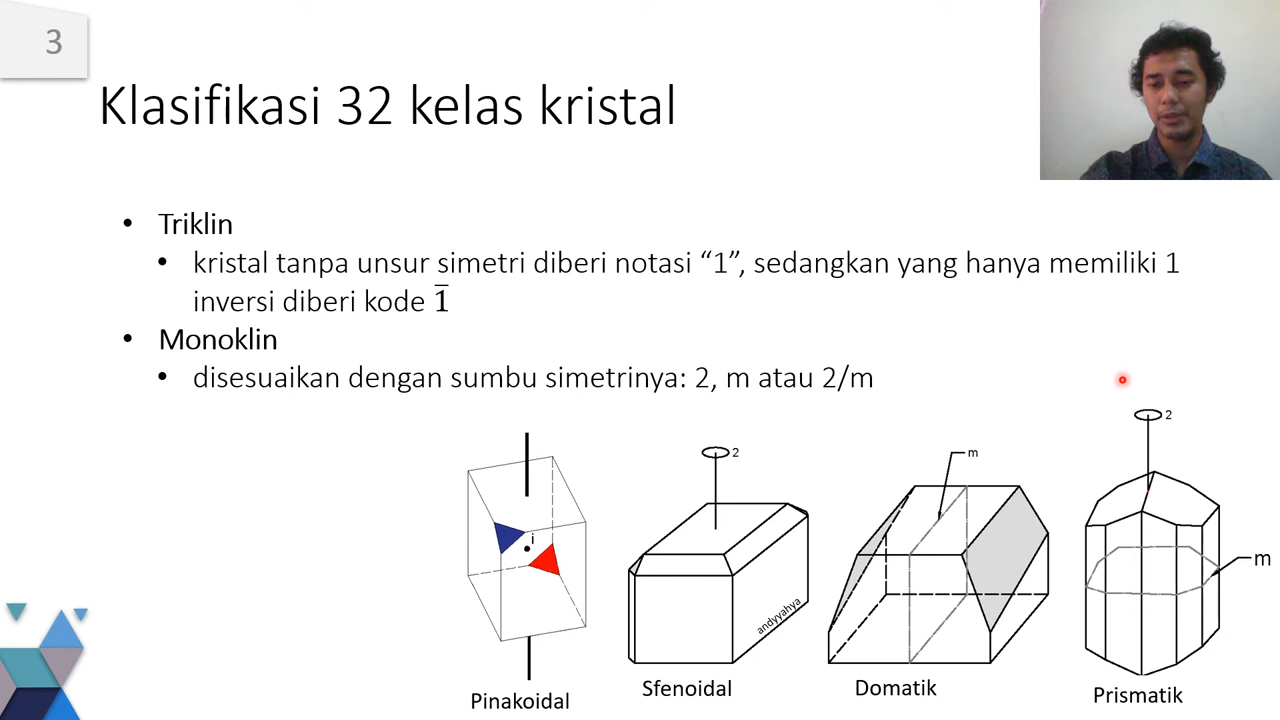 3
Klasifikasi 32 kelas kristal
• Triklin
• kristal tanpa unsur simetri diberi notasi “1”, sedangkan yang hanya memiliki 1
inversi diberi kode 1̅
• Monoklin
• disesuaikan dengan sumbu simetrinya: 2, m atau 2/m
2
2
m
i
m
andyyahya
Pinakoidal
Sfenoidal
Domatik
Prismatik